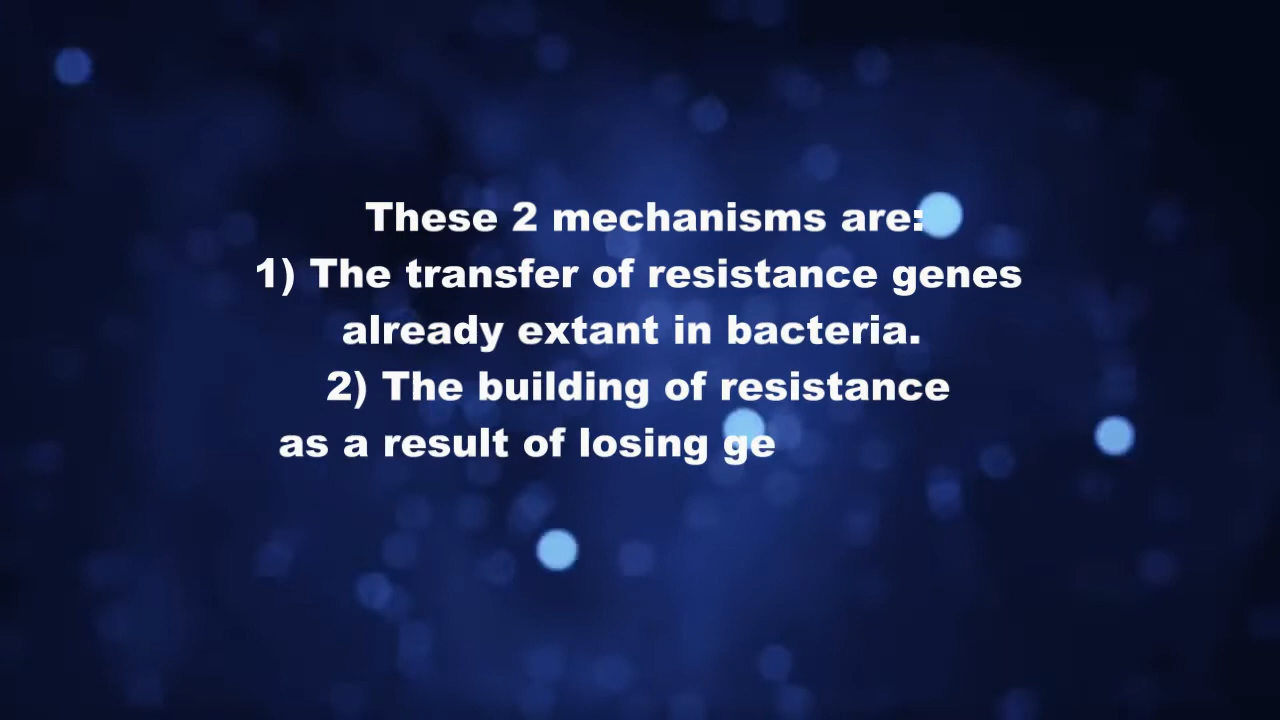 These 2 mechanisms are:
1) The transfer of resistance genes
already extant in bacteria.
2) The building of resistance
as a result of losing ge